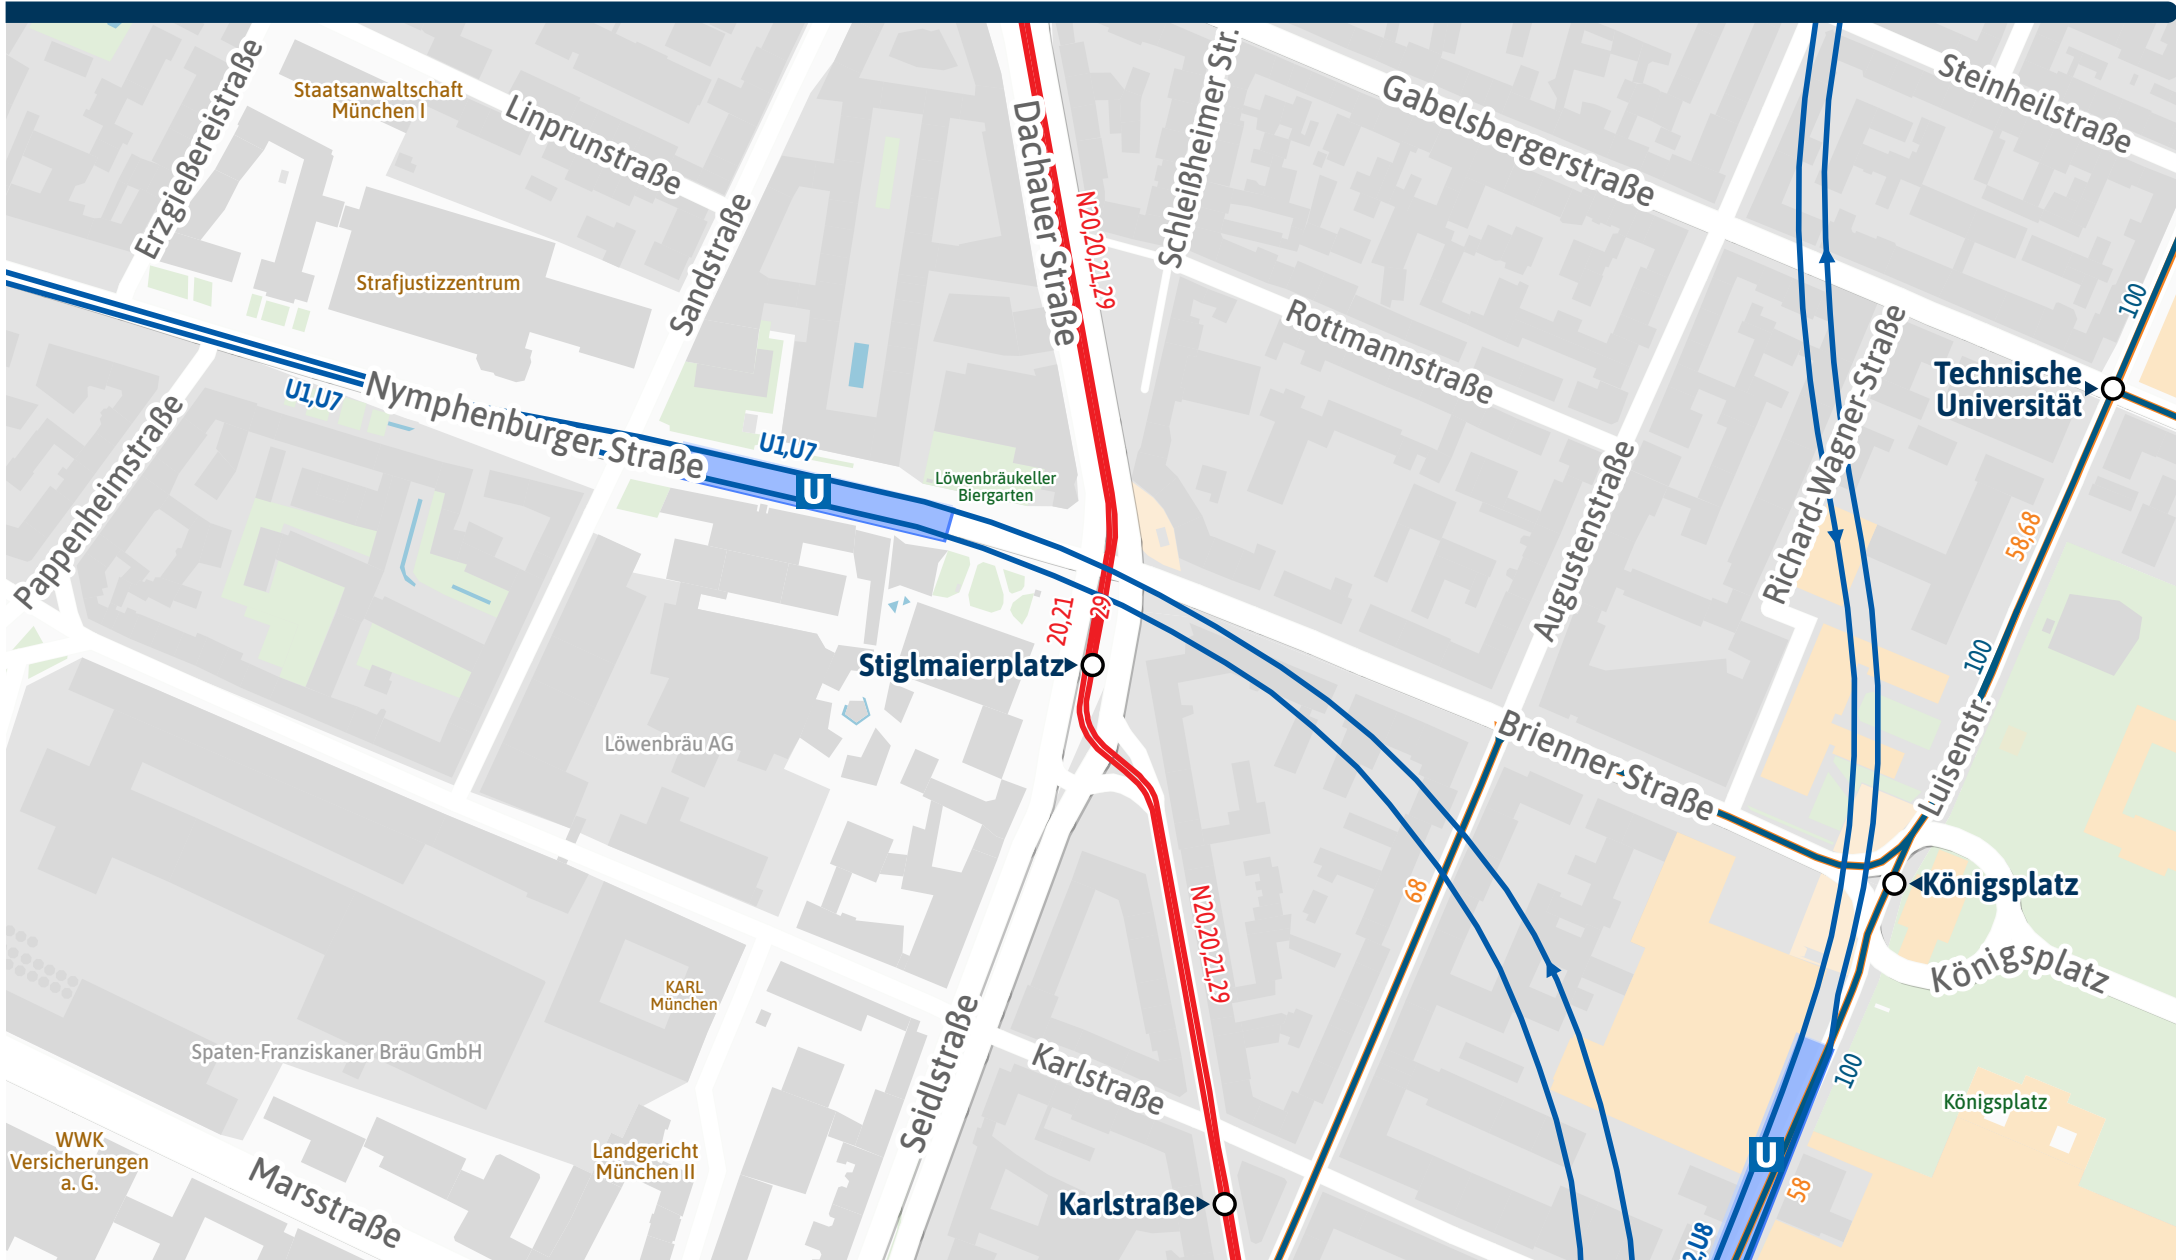 Erzgießereistraße
Staatsanwaltschaft
München I
Linprunstraße
Sandstraße
Strafjustizzentrum
Dachauer Straße
N20,20,21,29
Schleißheimer Str.
Gabelsbergerstraße
Steinheilstraße
Rottmannstraße
Richard-Wagner-Straße
100
Technische
Universität
U1,U7
Nymphenburger Straße
U1,U7
U
Löwenbräukeller
Biergarten
Pappenheimstraße
Augustenstraße
58,68
20,21
29
Stiglmaierplatz
100
Luisenstr.
Löwenbräu AG
Brienner Straße
68
Königsplatz
Königsplatz
N20,20,21,29
KARL
München
Spaten-Franziskaner Bräu GmbH
Seidlstraße
Karlstraße
100
Königsplatz
U
58
WWK
Versicherungen
a. G.
Marsstraße
Landgericht
München II
Karlstraße
,U8